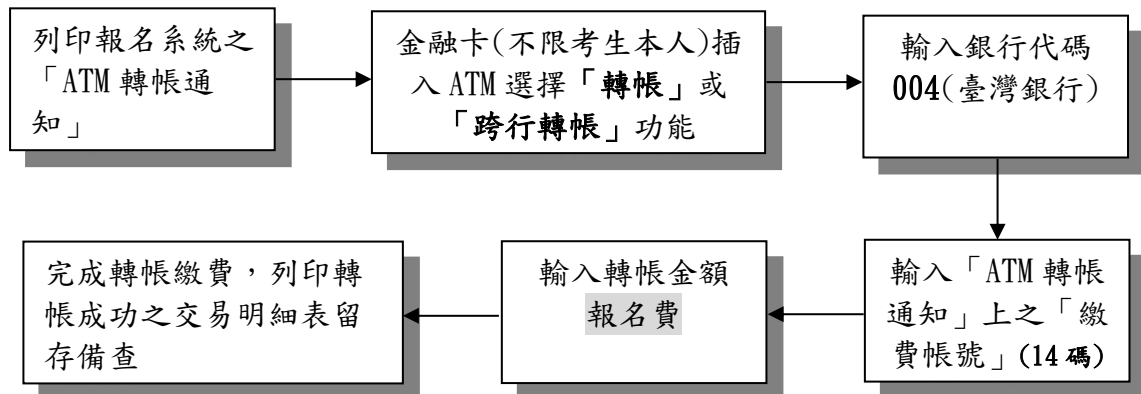 列印報名系統之
「ATM 轉帳通
知」
金融卡(不限考生本人)插
入 ATM 選擇「轉帳」或
「跨行轉帳」功能
輸入銀行代碼
004(臺灣銀行)
輸入「ATM 轉帳
通知」上之「繳
費帳號」(14 碼)
輸入轉帳金額
報名費
完成轉帳繳費，列印轉
帳成功之交易明細表留
存備查